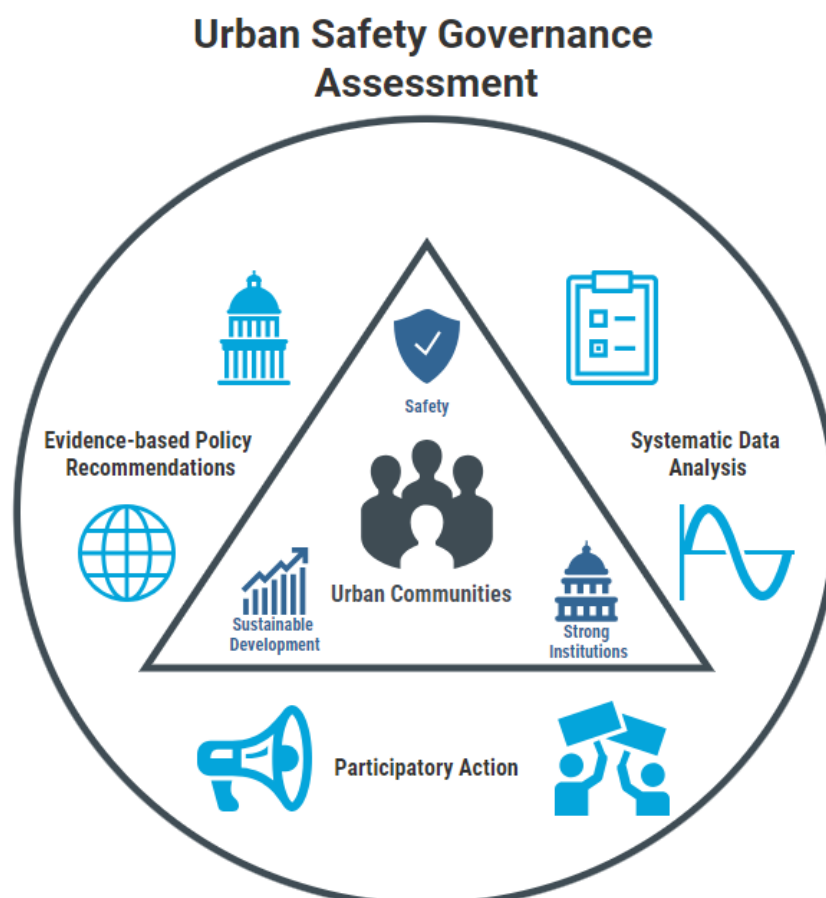 Urban Safety Governance
Assessment
Safety
Evidence-based Policy
Recommendations
Systematic Data
Analysis
Urban Communities
Sustainable
Development
Strong
Institutions
Participatory Action